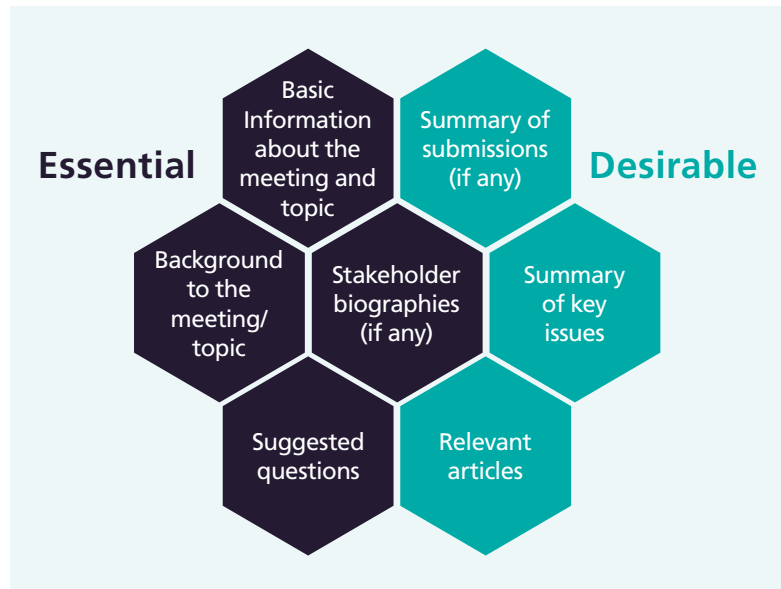 Essential
Basic
Information
about the
meeting and
topic
Summary of
submissions
(if any)
Desirable
Background
to the
meeting/
topic
Stakeholder
biographies
(if any)
Summary
of key
issues
Suggested
questions
Relevant
articles